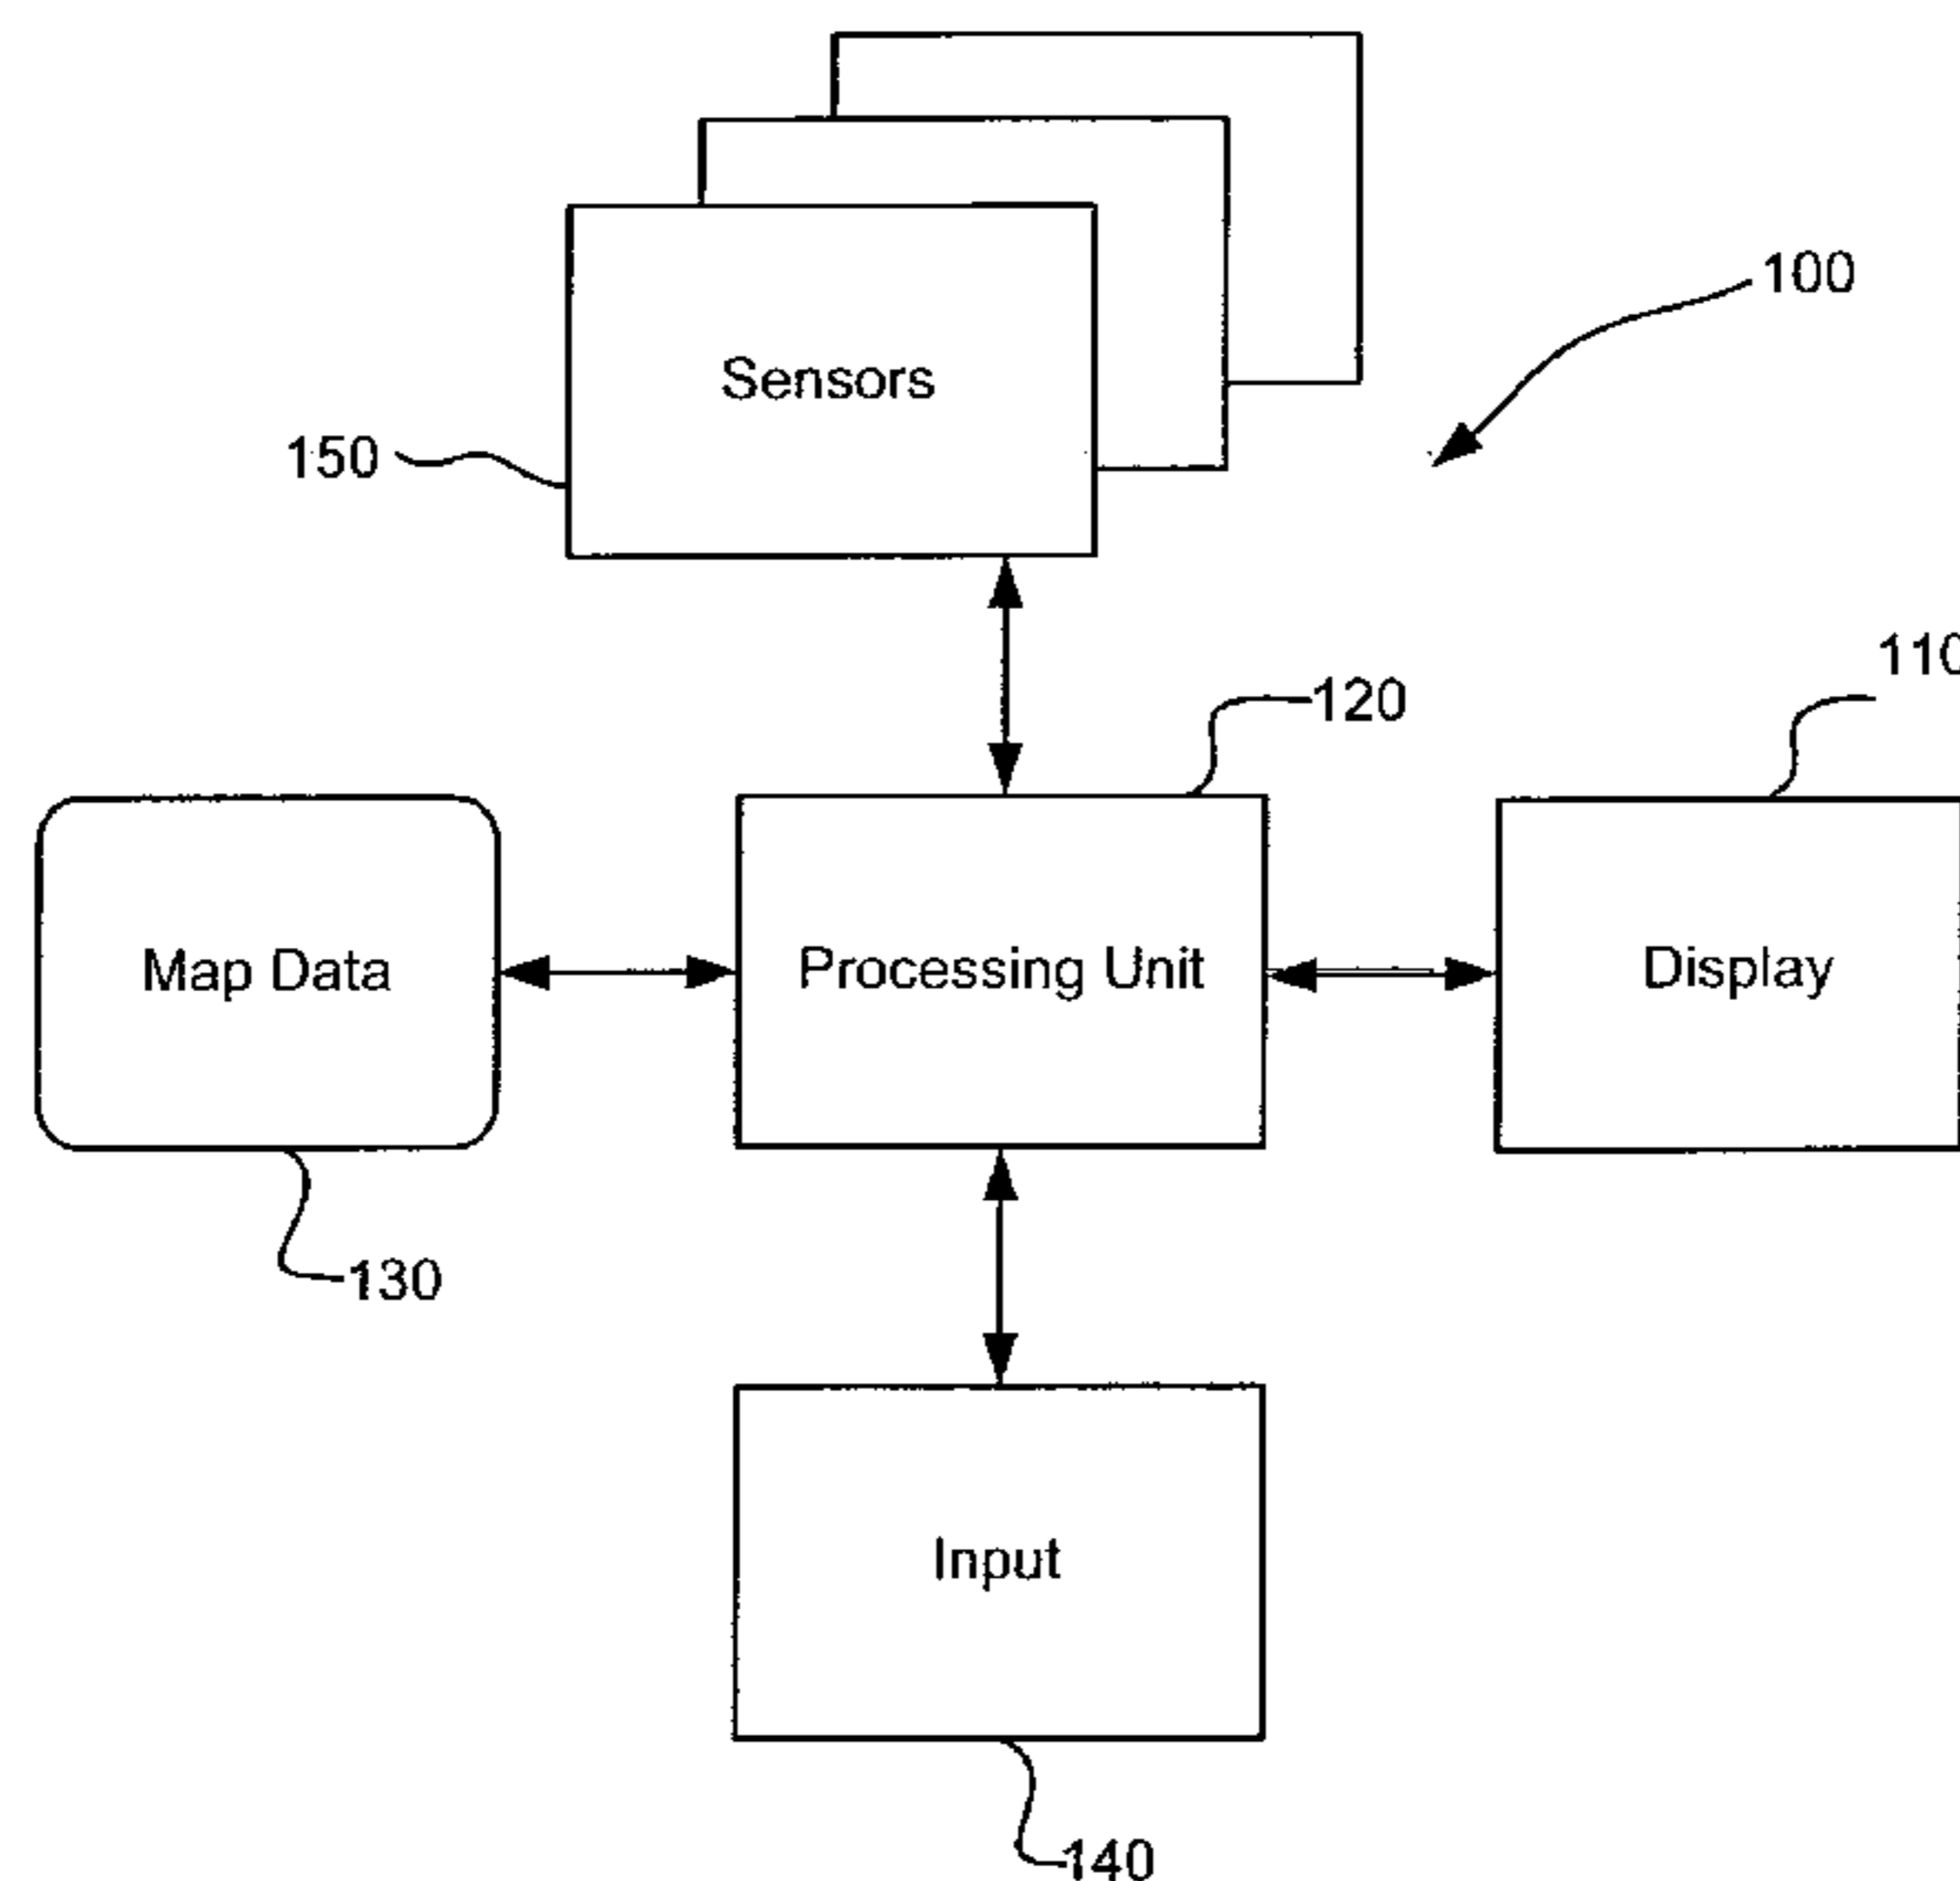 100
Sensors
150
110
120
Map Data
Processing Unit
Display
130
Input
140